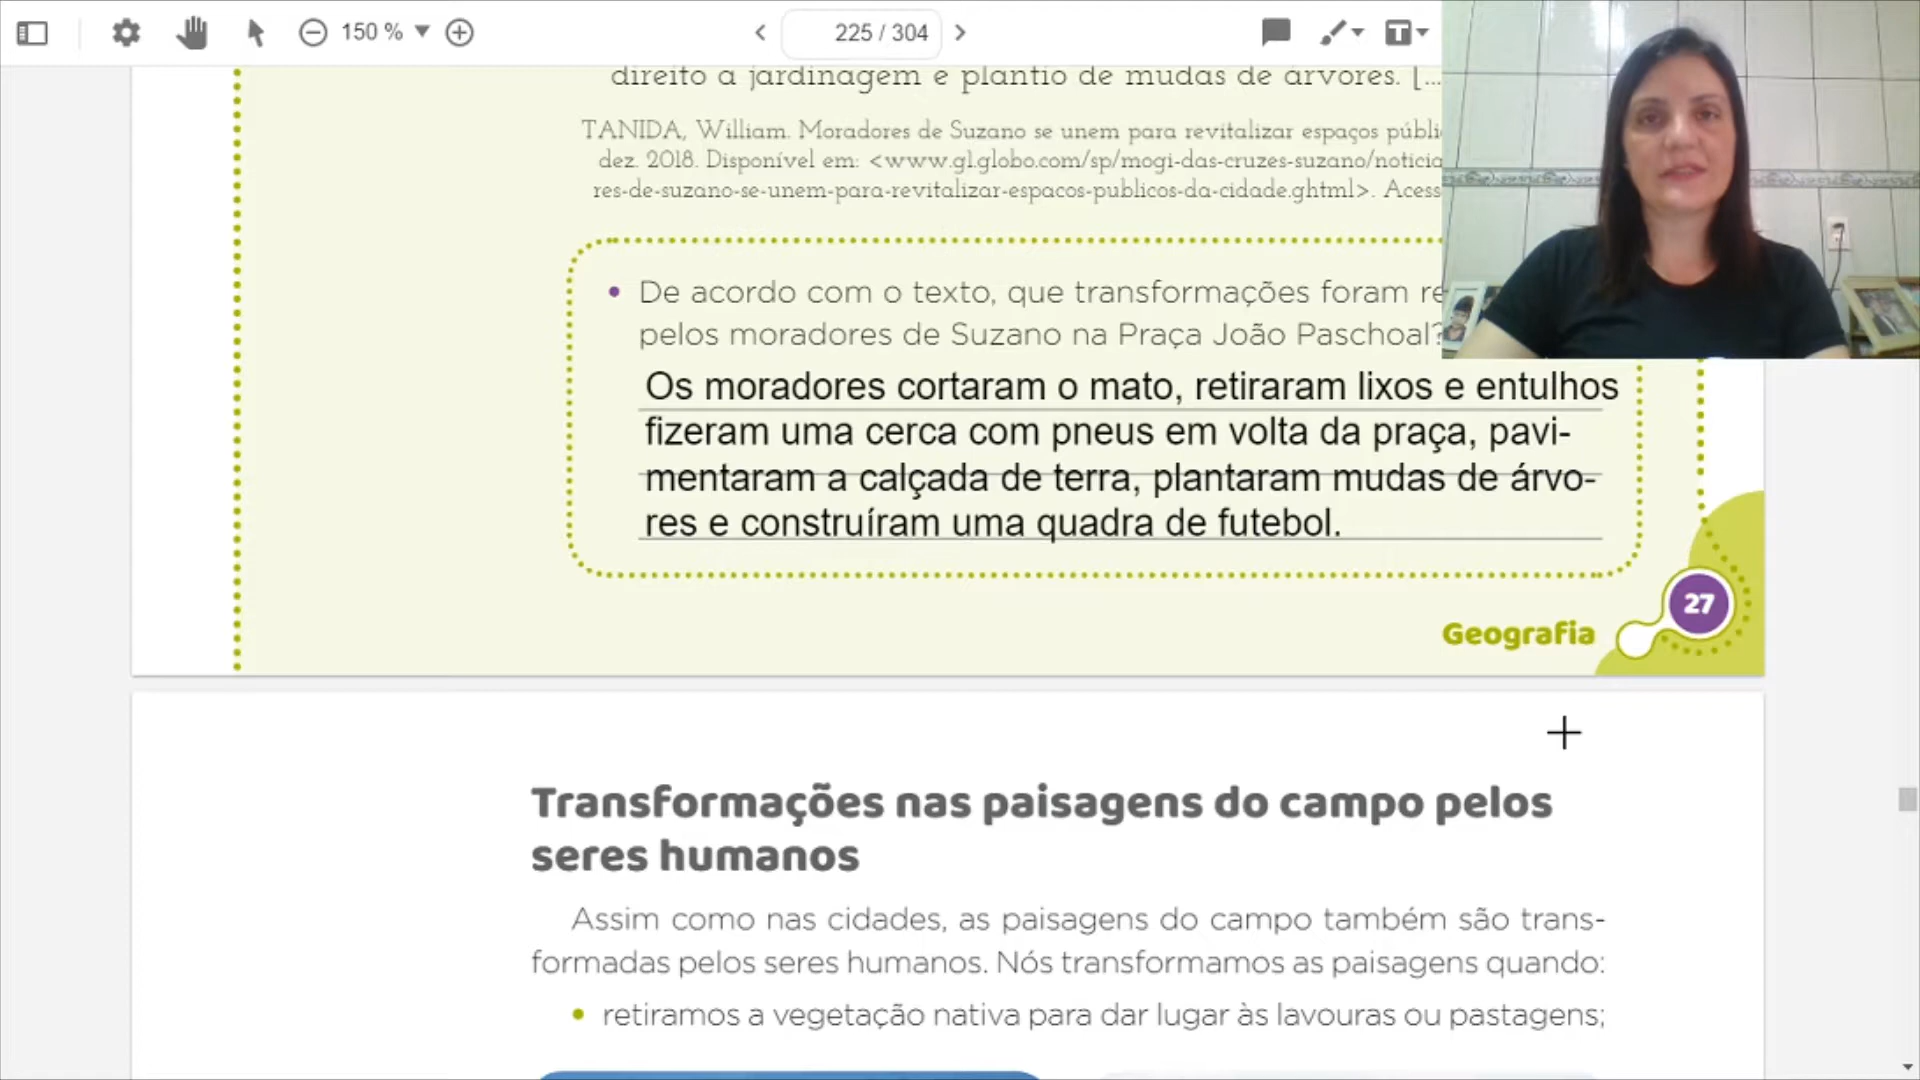 150 %
225 / 304
direito à jardinagem e plantio de mudas de árvores. [...
TANIDA, William. Moradores de Suzano se unem para revitalizar espaços públi
dez. 2018. Disponível em: <www.g1.globo.com/sp/mogi-das-cruzes-suzano/noticia
res-de-suzano-se-unem-para-revitalizar-espacos-publicos-da-cidade.ghtml>. Acess
• De acordo com o texto, que transformações foram re
pelos moradores de Suzano na Praça João Paschoal?
Os moradores cortaram o mato, retiraram lixos e entulhos
fizeram uma cerca com pneus em volta da praça, pavi-
mentaram a calçada de terra, plantaram mudas de árvo-
res e construíram uma quadra de futebol.
27
Geografia
Transformações nas paisagens do campo pelos
seres humanos
Assim como nas cidades, as paisagens do campo também são trans-
formadas pelos seres humanos. Nós transformamos as paisagens quando:
• retiramos a vegetação nativa para dar lugar às lavouras ou pastagens;